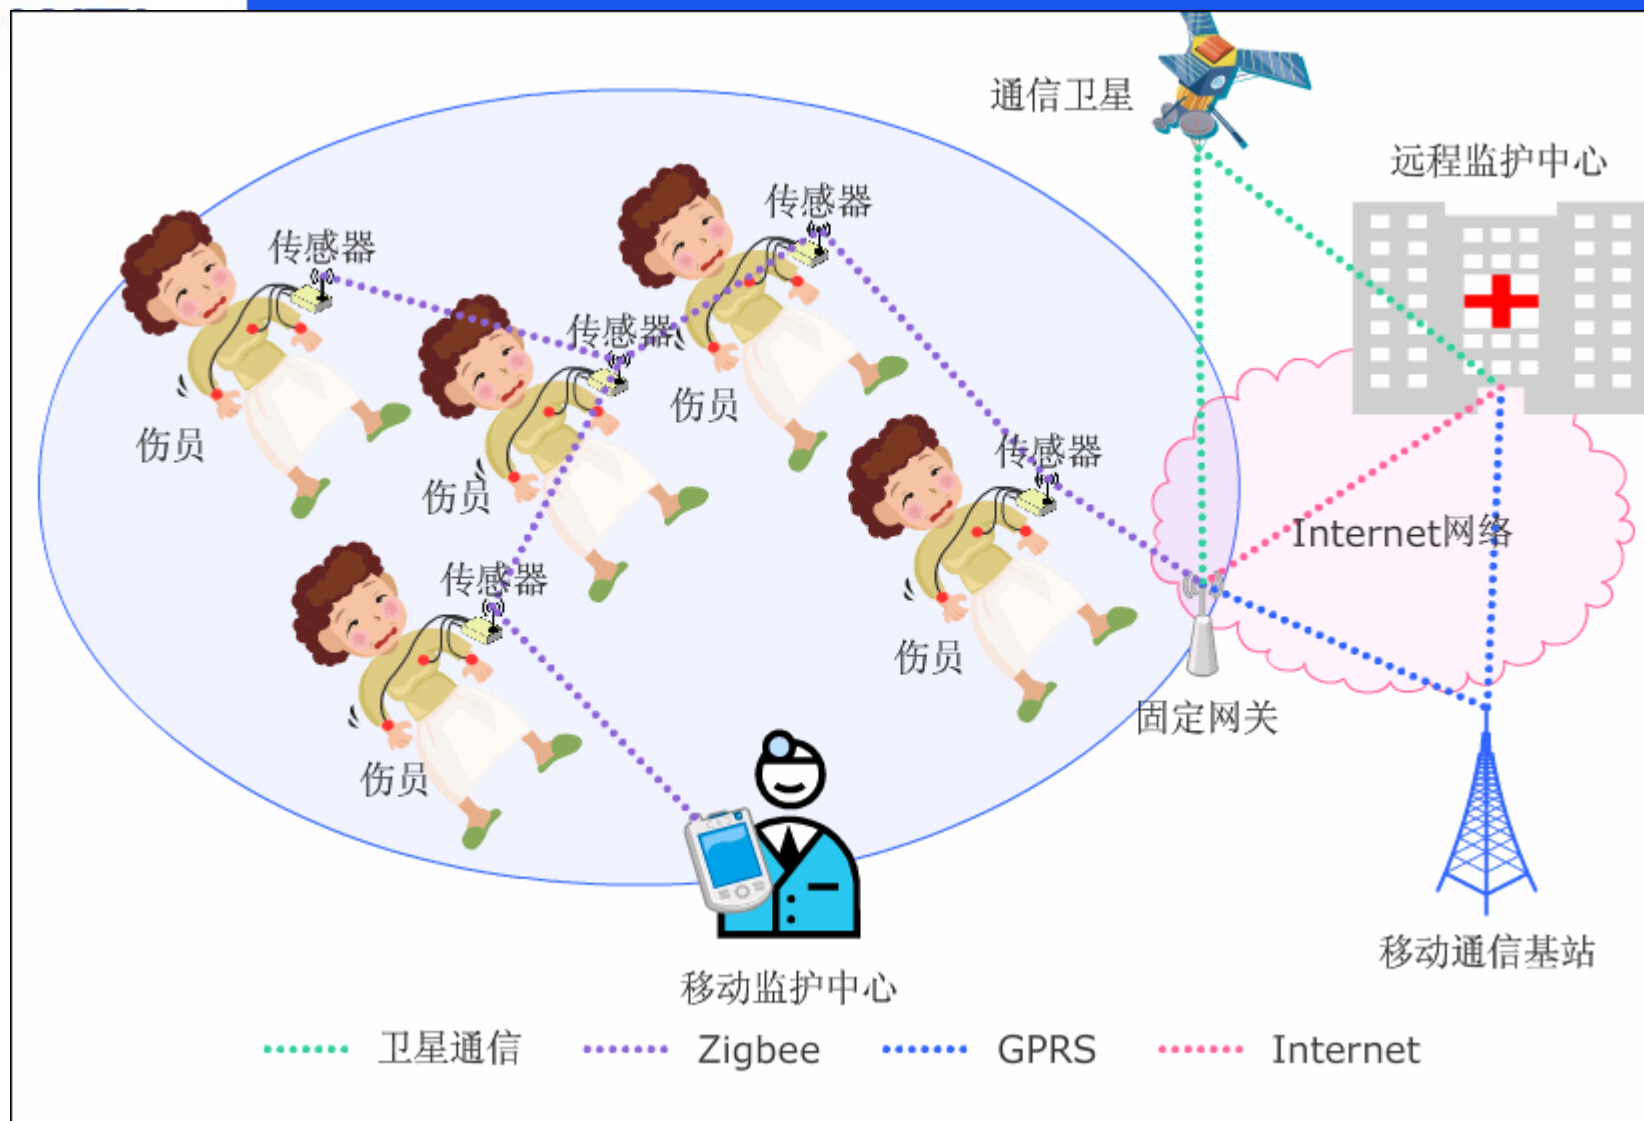 通信卫星
远程监护中心
传感器
传感器
传感器
伤员
伤员
伤员
传感器
Internet网络
传感器
伤员
固定网关
伤员
移动通信基站
移动监护中心
卫星通信 Zigbee GPRS Internet